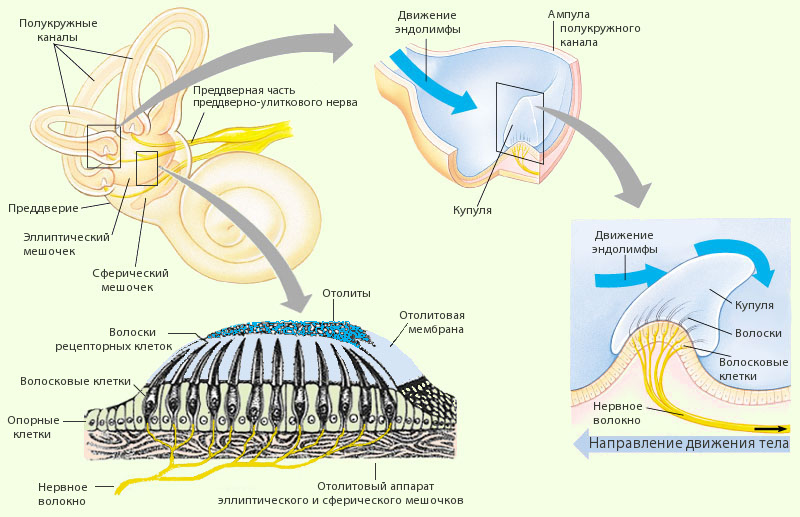 Полукружные
каналы
Преддверная часть
преддверно-улиткового нерва
Преддверие
Эллиптический
мешочек
Сферический
мешочек
Движение
эндолимфы
Ампула
полукружного
канала
Купуля
Движение
эндолимфы
Купуля
Волоски
Волосковые
клетки
Нервное
волокно
Направление движения тела
Отолиты
Волоски
рецепторных клеток
Отолитовая
мембрана
Волосковые клетки
Опорные
клетки
Нервное
волокно
Отолитовый аппарат
эллиптического и сферического мешочков